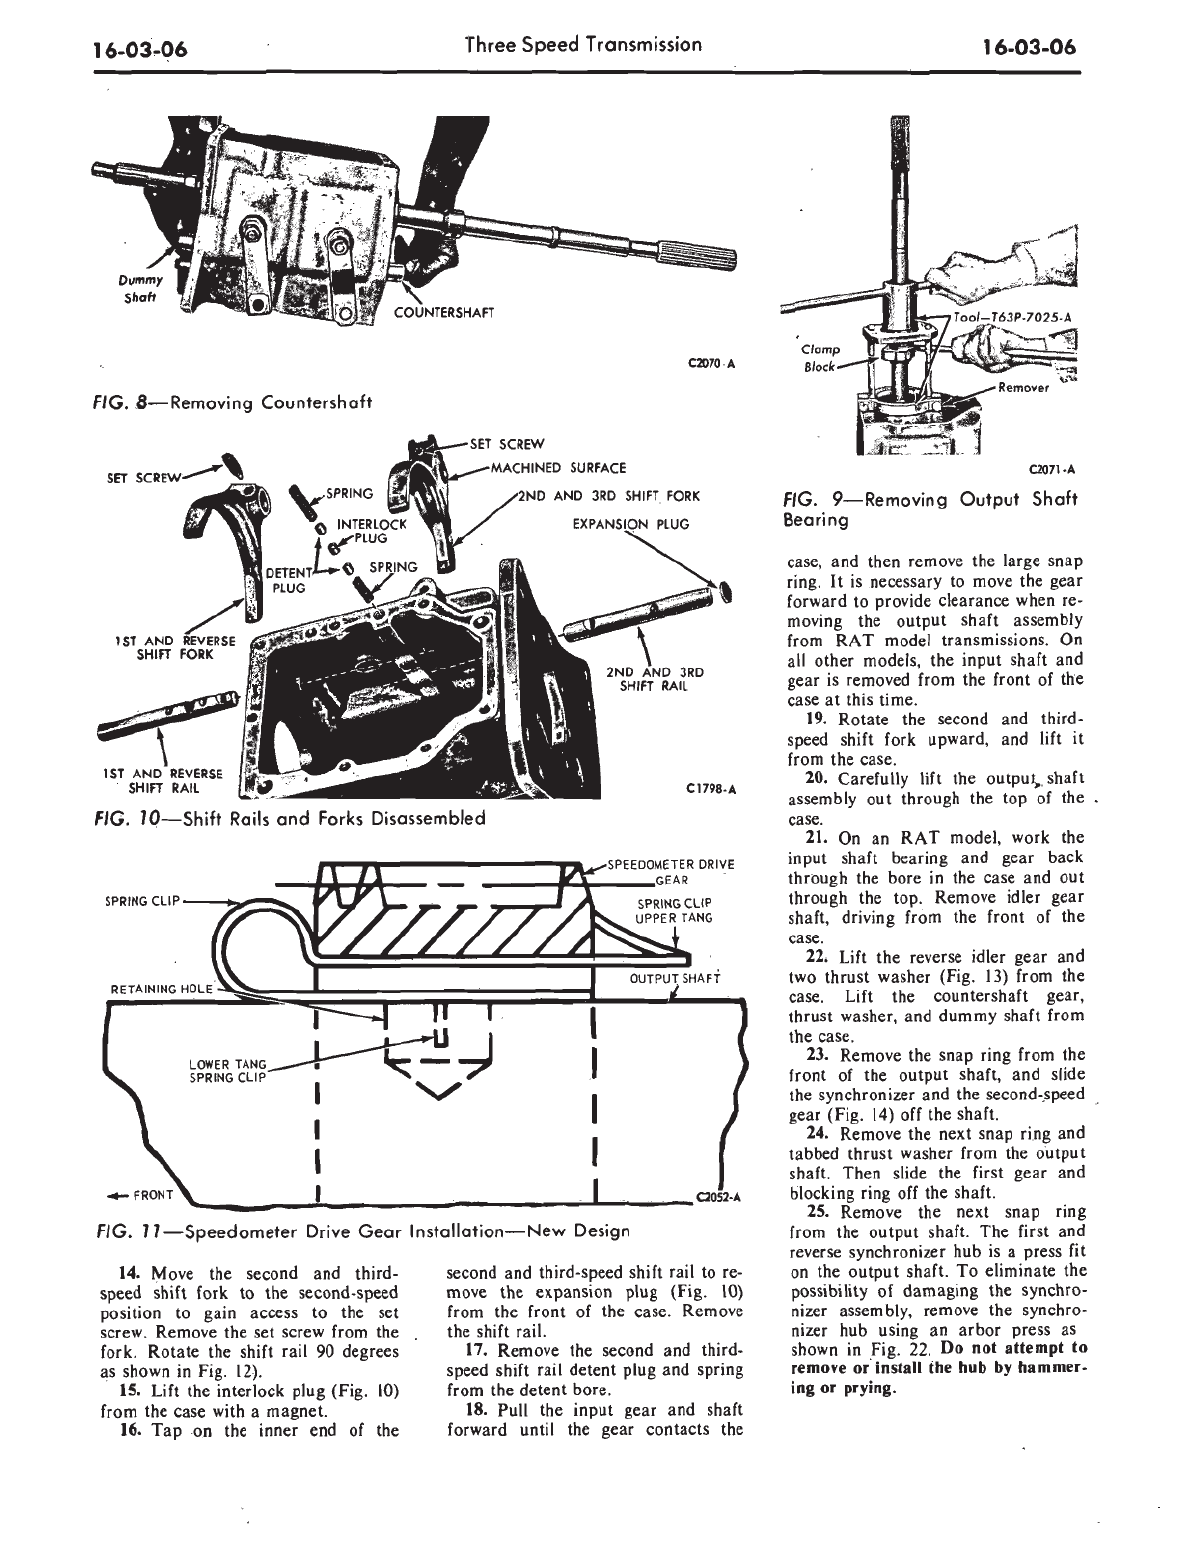 16-03-06 Three Speed Transmission 16-03-06
Dummy
Shaft
COUNTERSHAFT
C2070-A
FIG. 8—Removing Countershaft
SET SCREW
SET SCREW
MACHINED SURFACE
SPRING
2ND AND 3RD SHIFT FORK
INTERLOCK
PLUG
EXPANSION PLUG
DETENT
PLUG
SPRING
1ST AND REVERSE
SHIFT FORK
2ND AND 3RD
SHIFT RAIL
1ST AND REVERSE
SHIFT RAIL
C1798-A
FIG. 10—Shift Rails and Forks Disassembled
SPEEDOMETER DRIVE
GEAR
SPRING CLIP
SPRING CLIP
UPPER TANG
OUTPUT SHAFT
RETAINING HOLE
LOWER TANG
SPRING CLIP
FRONT
C2052-A
FIG. 11—Speedometer Drive Gear Installation—New Design
14. Move the second and third-
speed shift fork to the second-speed
position to gain access to the set
screw. Remove the set screw from the
fork. Rotate the shift rail 90 degrees
as shown in Fig. 12).
15. Lift the interlock plug (Fig. 10)
from the case with a magnet.
16. Tap on the inner end of the
second and third-speed shift rail to re-
move the expansion plug (Fig. 10)
from the front of the case. Remove
the shift rail.
17. Remove the second and third-
speed shift rail detent plug and spring
from the detent bore.
18. Pull the input gear and shaft
forward until the gear contacts the
Tool—T63P-7025-A
Clamp
Block
Remover
C2071-A
FIG. 9—Removing Output Shaft
Bearing
case, and then remove the large snap
ring. It is necessary to move the gear
forward to provide clearance when re-
moving the output shaft assembly
from RAT model transmissions. On
all other models, the input shaft and
gear is removed from the front of the
case at this time.
19. Rotate the second and third-
speed shift fork upward, and lift it
from the case.
20. Carefully lift the output shaft
assembly out through the top of the
case.
21. On an RAT model, work the
input shaft bearing and gear back
through the bore in the case and out
through the top. Remove idler gear
shaft, driving from the front of the
case.
22. Lift the reverse idler gear and
two thrust washer (Fig. 13) from the
case. Lift the countershaft gear,
thrust washer, and dummy shaft from
the case.
23. Remove the snap ring from the
front of the output shaft, and slide
the synchronizer and the second-speed
gear (Fig. 14) off the shaft.
24. Remove the next snap ring and
tabbed thrust washer from the output
shaft. Then slide the first gear and
blocking ring off the shaft.
25. Remove the next snap ring
from the output shaft. The first and
reverse synchronizer hub is a press fit
on the output shaft. To eliminate the
possibility of damaging the synchro-
nizer assembly, remove the synchro-
nizer hub using an arbor press as
shown in Fig. 22. Do not attempt to
remove or install the hub by hammer-
ing or prying.